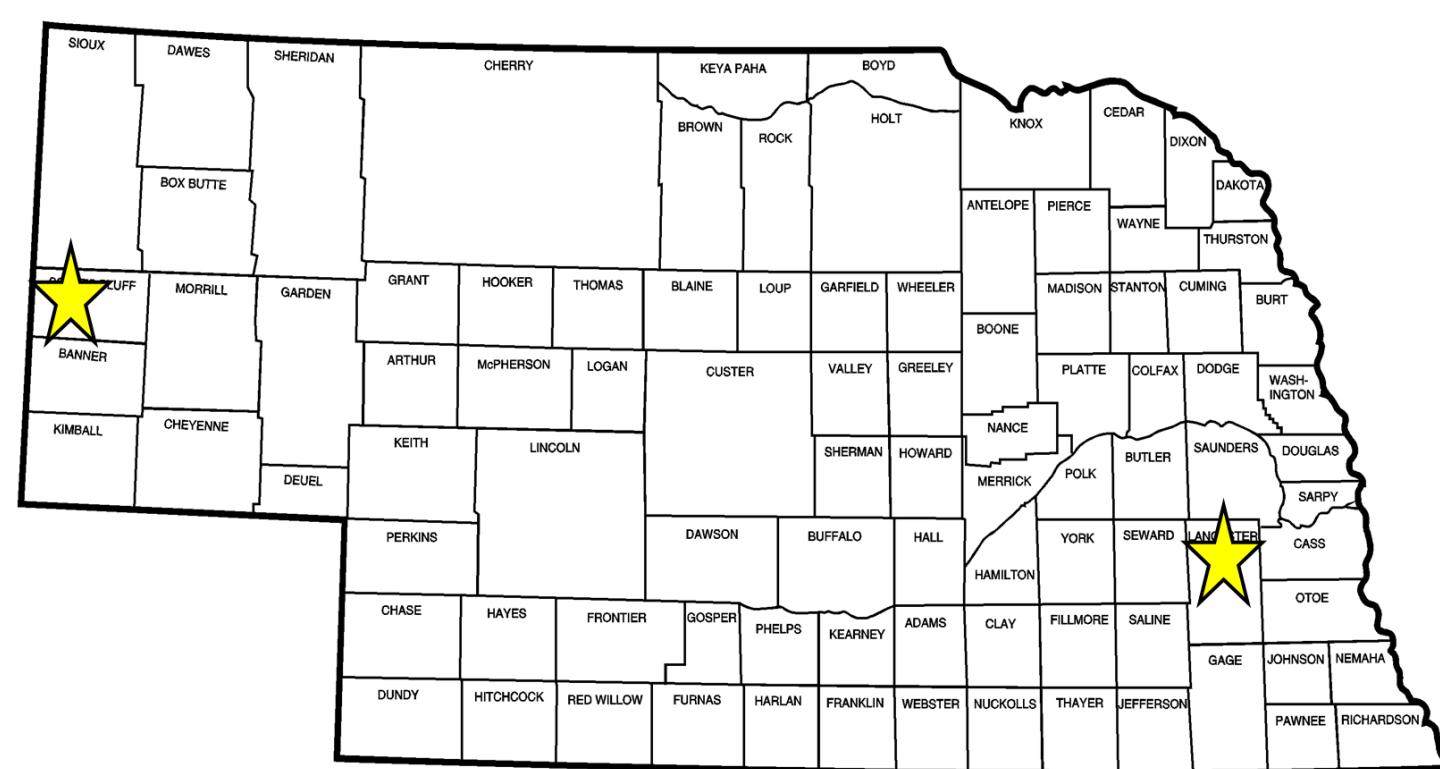 SIOUX
DAWES
SHERIDAN
CHERRY
KEYA PAHA
BOYD
BROWN
ROCK
HOLT
KNOX
CEDAR
DIXON
DAKOTA
BOX BUTTE
ANTELOPE
PIERCE
WAYNE
THURSTON
MORRILL
GARDEN
GRANT
HOOKER
THOMAS
BLAINE
LOUP
GARFIELD
WHEELER
MADISON
STANTON
CUMING
BURT
BOONE
BANNER
ARTHUR
McPHERSON
LOGAN
CUSTER
VALLEY
GREELEY
PLATTE
COLFAX
DODGE
WASH-
INGTON
KIMBALL
CHEYENNE
KEITH
LINCOLN
NANCE
SHERMAN
HOWARD
MERRICK
POLK
BUTLER
SAUNDERS
DOUGLAS
DEUEL
SARPY
PERKINS
DAWSON
BUFFALO
HALL
HAMILTON
YORK
SEWARD
LANCASTER
CASS
CHASE
HAYES
FRONTIER
GOSPER
PHELPS
KEARNEY
ADAMS
CLAY
FILLMORE
SALINE
OTOE
GAGE
JOHNSON
NEMAHA
DUNDY
HITCHCOCK
RED WILLOW
FURNAS
HARLAN
FRANKLIN
WEBSTER
NUCKOLLS
THAYER
JEFFERSON
PAWNEE
RICHARDSON